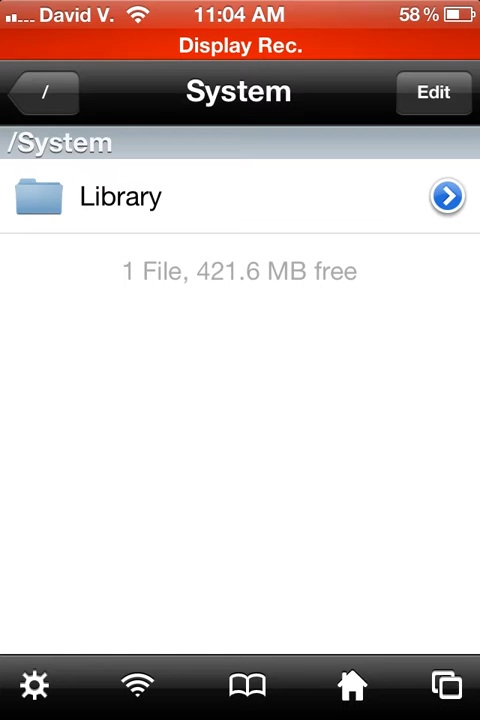 David V. 11:04 AM 58%
Display Rec.
/ System Edit
/System
Library
1 File, 421.6 MB free